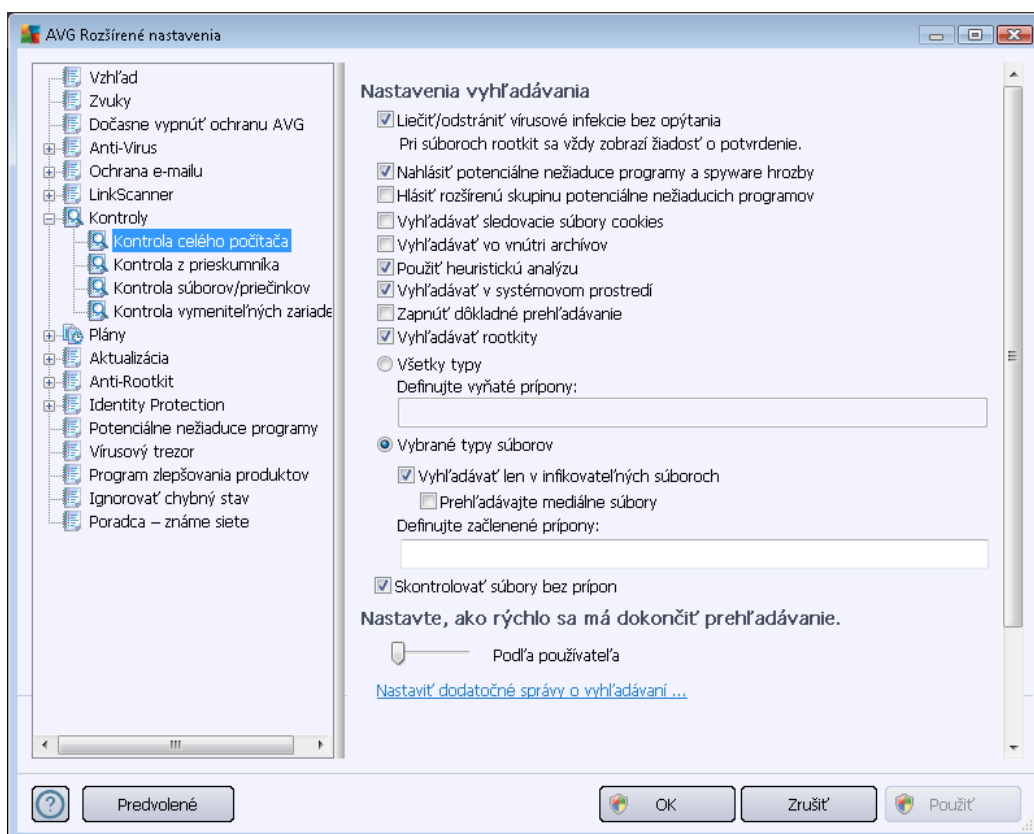 AVG Rozšírené nastavenia
Vzhľad
Zvuky
Dočasne vypnúť ochranu AVG
Anti-Virus
Ochrana e-mailu
LinkScanner
Kontroly
Kontrola celého počítača
Kontrola z prieskumníka
Kontrola súborov/priečinkov
Kontrola vymeniteľných zariade
Plány
Aktualizácia
Anti-Rootkit
Identity Protection
Potenciálne nežiaduce programy
Vírusový trezor
Program zlepšovania produktov
Ignorovať chybný stav
Poradca – známe siete
Nastavenia vyhľadávania
Liečiť/odstrániť vírusové infekcie bez opýtania
Pri súboroch rootkit sa vždy zobrazí žiadosť o potvrdenie.
Nahlásiť potenciálne nežiaduce programy a spyware hrozby
Hlásiť rozšírenú skupinu potenciálne nežiaducich programov
Vyhľadávať sledovacie súbory cookies
Vyhľadávať vo vnútri archívov
Použiť heuristickú analýzu
Vyhľadávať v systémovom prostredí
Zapnúť dôkladné prehľadávanie
Vyhľadávať rootkity
Všetky typy
Definujte vyňaté prípony:
Vybrané typy súborov
Vyhľadávať len v infikovateľných súboroch
Prehľadávajte mediálne súbory
Definujte začlenené prípony:
Skontrolovať súbory bez prípon
Nastavte, ako rýchlo sa má dokončiť prehľadávanie.
Podľa používateľa
Nastaviť dodatočné správy o vyhľadávaní ...
Predvolené
OK
Zrušiť
Použiť